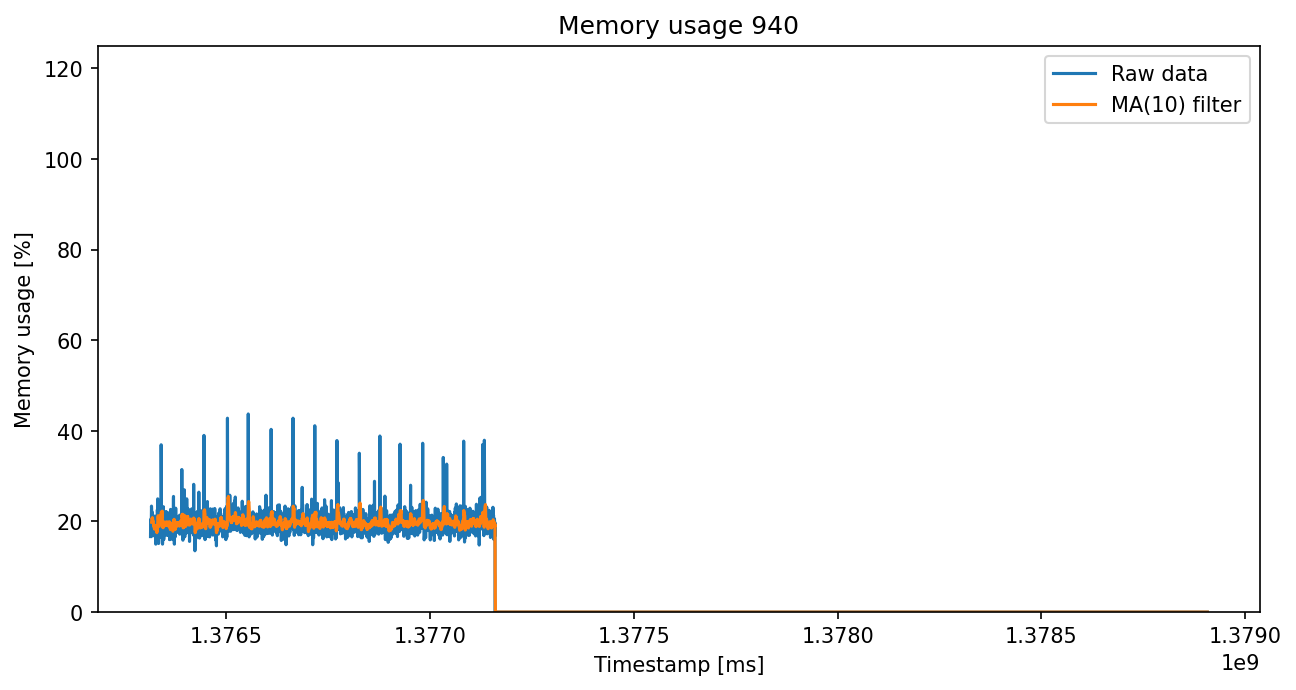 Memory usage 940
Raw data
MA(10) filter
Memory usage [%]
120
100
80
60
40
20
0
1.3765 1.3770 1.3775 1.3780 1.3785 1.3790
1e9
Timestamp [ms]